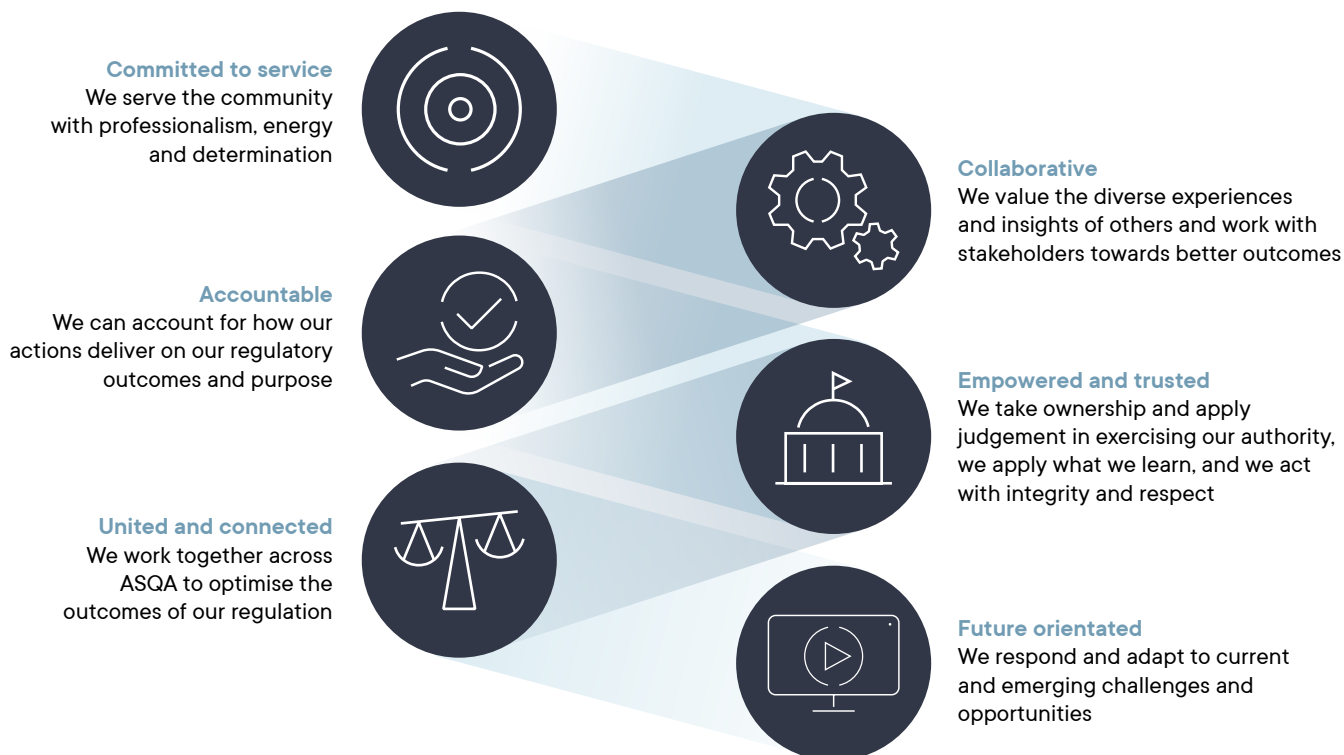 Committed to service
We serve the community
with professionalism, energy
and determination
Collaborative
We value the diverse experiences
and insights of others and work with
stakeholders towards better outcomes
Accountable
We can account for how our
actions deliver on our regulatory
outcomes and purpose
Empowered and trusted
We take ownership and apply
judgement in exercising our authority,
we apply what we learn, and we act
with integrity and respect
United and connected
We work together across
ASQA to optimise the
outcomes of our regulation
Future orientated
We respond and adapt to current
and emerging challenges and
opportunities